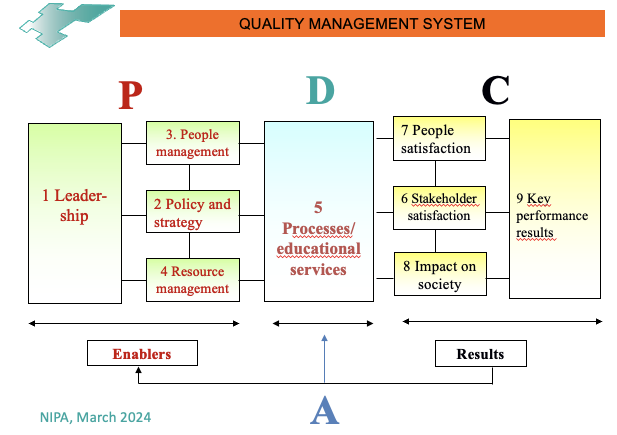 QUALITY MANAGEMENT SYSTEM
P
D
C
1 Leader-
ship
3. People
management
2 Policy and
strategy
4 Resource
management
5
Processes/
educational
services
7 People
satisfaction
6 Stakeholder
satisfaction
8 Impact on
society
9 Key
performance
results
Enablers
Results
A
NIPA, March 2024